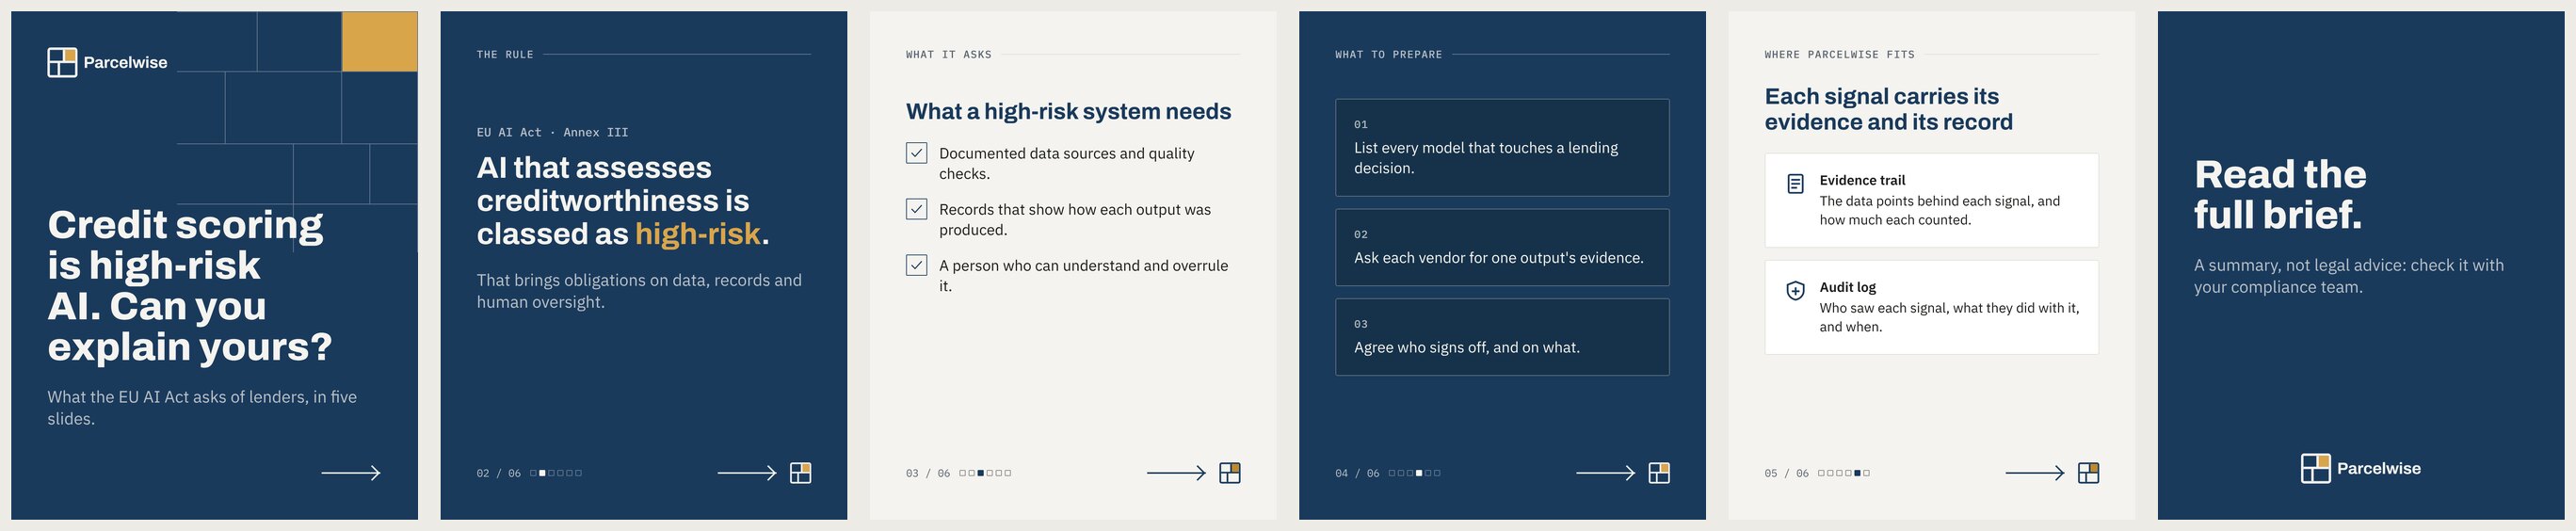 Parcelwise
Credit scoring
is high-risk
AI. Can you
explain yours?
What the EU AI Act asks of lenders, in five
slides.
THE RULE
EU AI Act · Annex III
AI that assesses
creditworthiness is
classed as high-risk.
That brings obligations on data, records and
human oversight.
02 / 06
WHAT IT ASKS
What a high-risk system needs
Documented data sources and quality
checks.
Records that show how each output was
produced.
A person who can understand and overrule
it.
03 / 06
WHAT TO PREPARE
01
List every model that touches a lending
decision.
02
Ask each vendor for one output's evidence.
03
Agree who signs off, and on what.
04 / 06
WHERE PARCELWISE FITS
Each signal carries its
evidence and its record
Evidence trail
The data points behind each signal, and
how much each counted.
Audit log
Who saw each signal, what they did with it,
and when.
05 / 06
Read the
full brief.
A summary, not legal advice: check it with
your compliance team.
Parcelwise